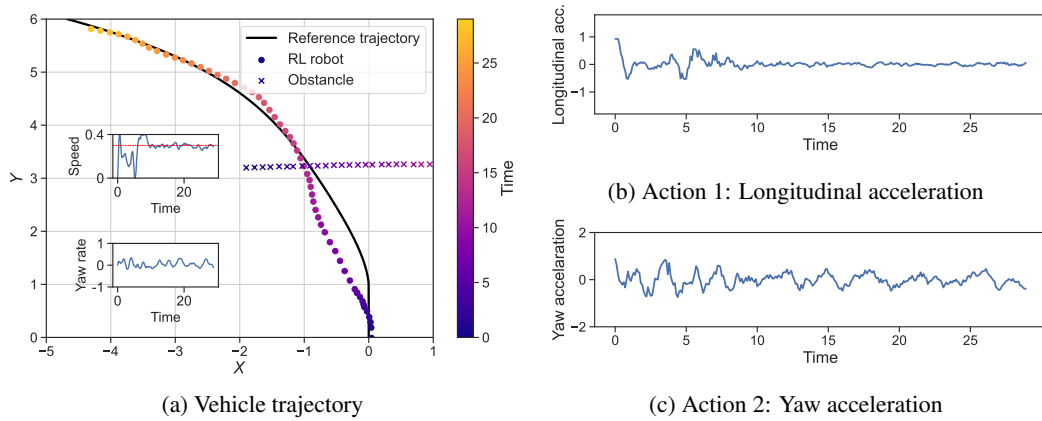 6
5
4
3
2
1
0
Y
−5
−4
−3
−2
−1
0
1
X
Reference trajectory
RL robot
Obstancle
0.4
0
Speed
0
20
Time
1
0
-1
Yaw rate
0
20
Time
25
20
15
10
5
0
Time
(a) Vehicle trajectory
Longitudinal acc.
1
0
−1
0
5
10
15
20
25
Time
(b) Action 1: Longitudinal acceleration
Yaw accelaration
2
0
−2
0
5
10
15
20
25
Time
(c) Action 2: Yaw acceleration